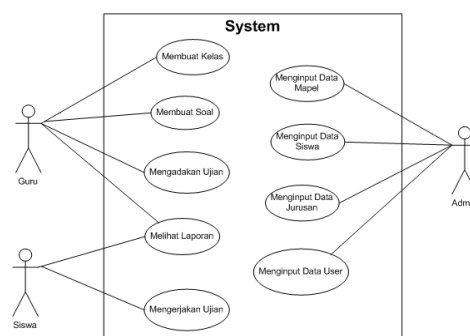 System
Membuat Kelas
Membuat Soal
Mengadakan Ujian
Melihat Laporan
Mengerjakan Ujian
Menginput Data
Mapel
Menginput Data
Siswa
Menginput Data
Jurusan
Menginput Data User
Guru
Siswa
Adm